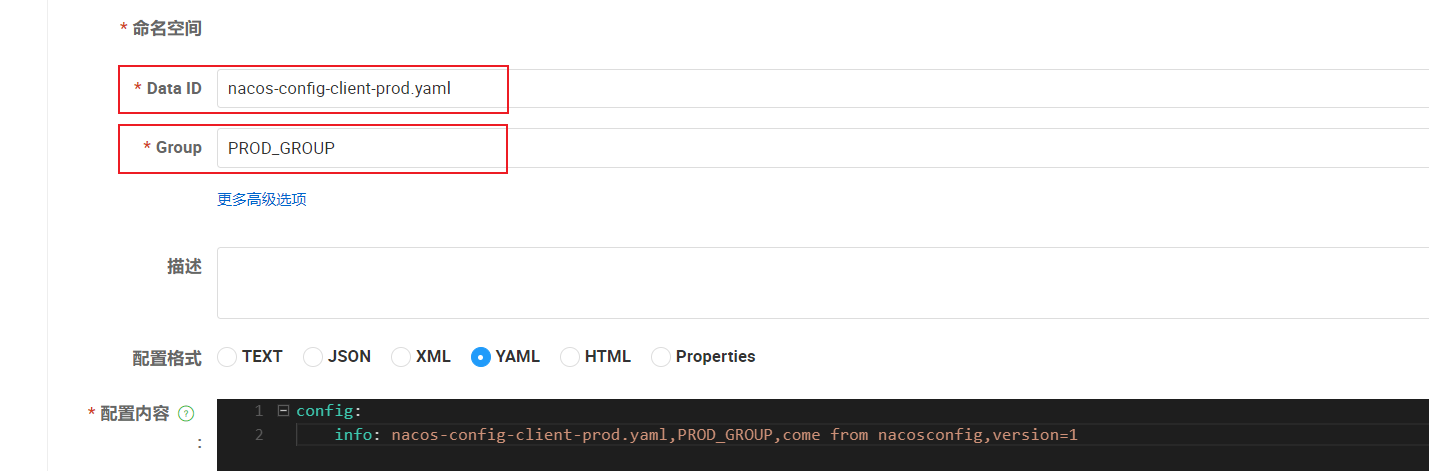 * 命名空间
* Data ID nacos-config-client-prod.yaml
* Group PROD_GROUP
更多高级选项
描述
配置格式 TEXT JSON XML YAML HTML Properties
* 配置内容 ? :
1 config:
2 info: nacos-config-client-prod.yaml,PROD_GROUP,come from nacosconfig,version=1